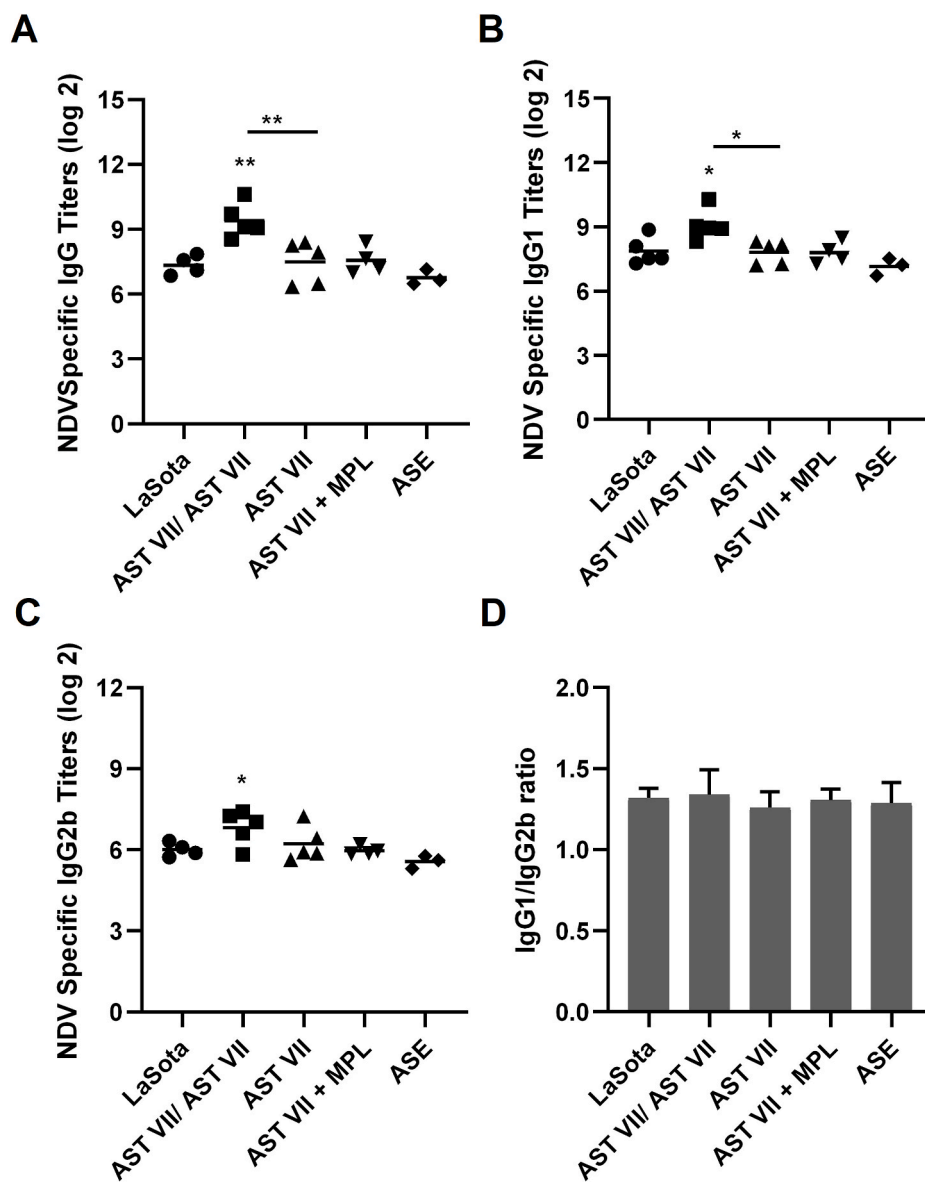 A
NDVSpecific IgG Titers (log 2)
15
12
9
6
3
0
**
**
LaSota
AST VII/ AST VII
AST VII
AST VII + MPL
ASE
B
NDV Specific IgG1 Titers (log 2)
15
12
9
6
3
0
*
*
LaSota
AST VII/ AST VII
AST VII
AST VII + MPL
ASE
C
NDV Specific IgG2b Titers (log 2)
12
9
6
3
0
*
LaSota
AST VII/ AST VII
AST VII
AST VII + MPL
ASE
D
IgG1/IgG2b ratio
2.0
1.5
1.0
0.5
0.0
LaSota
AST VII/ AST VII
AST VII
AST VII + MPL
ASE